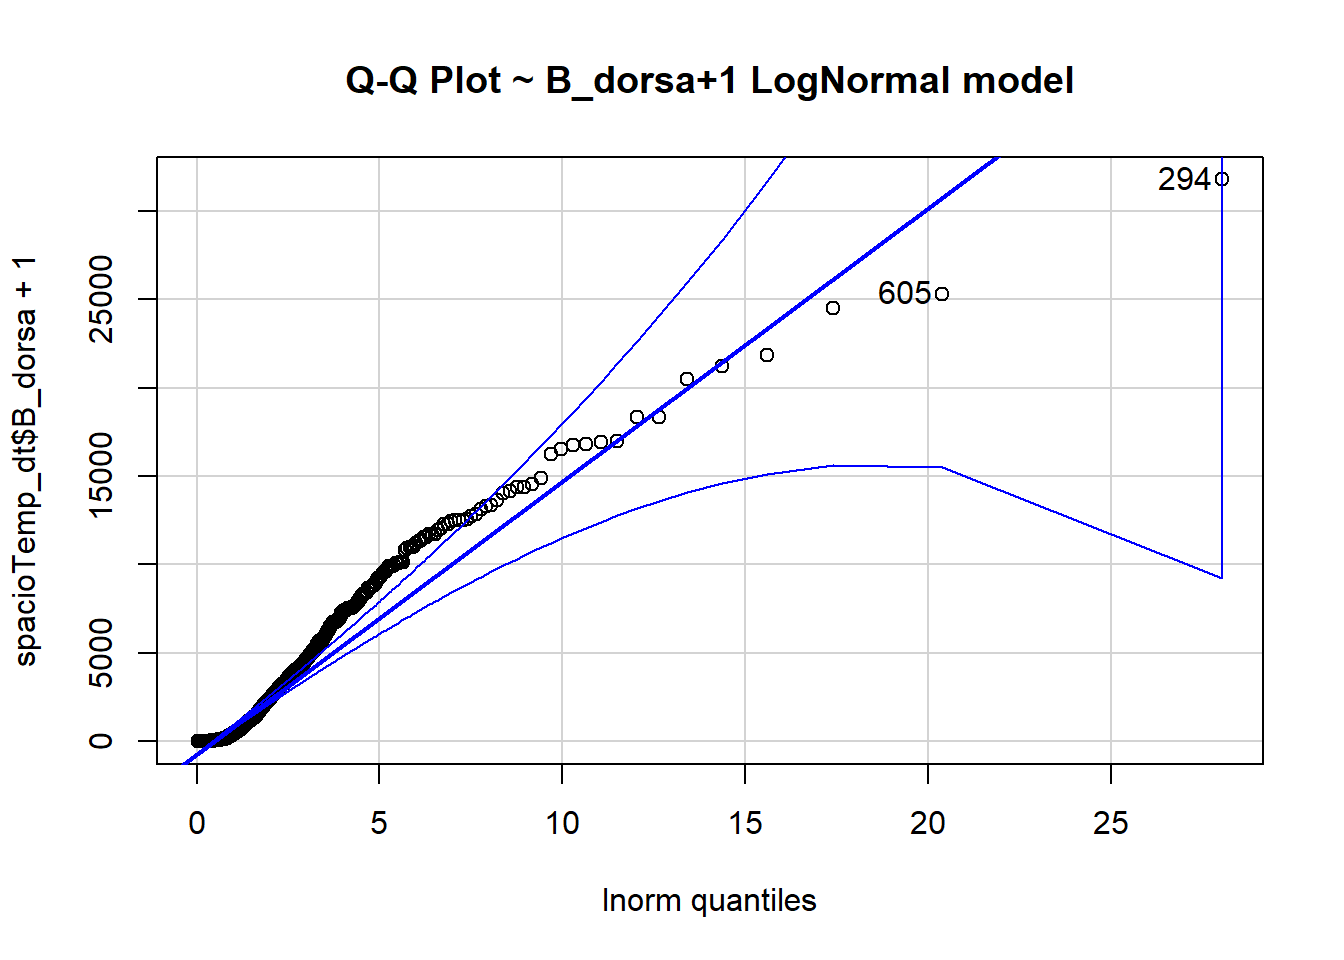 Q-Q Plot ~ B_dorsa+1 LogNormal model
spacioTemp_dt$B_dorsa + 1
25000
15000
5000
0
294
605
0 5 10 15 20 25
lnorm quantiles